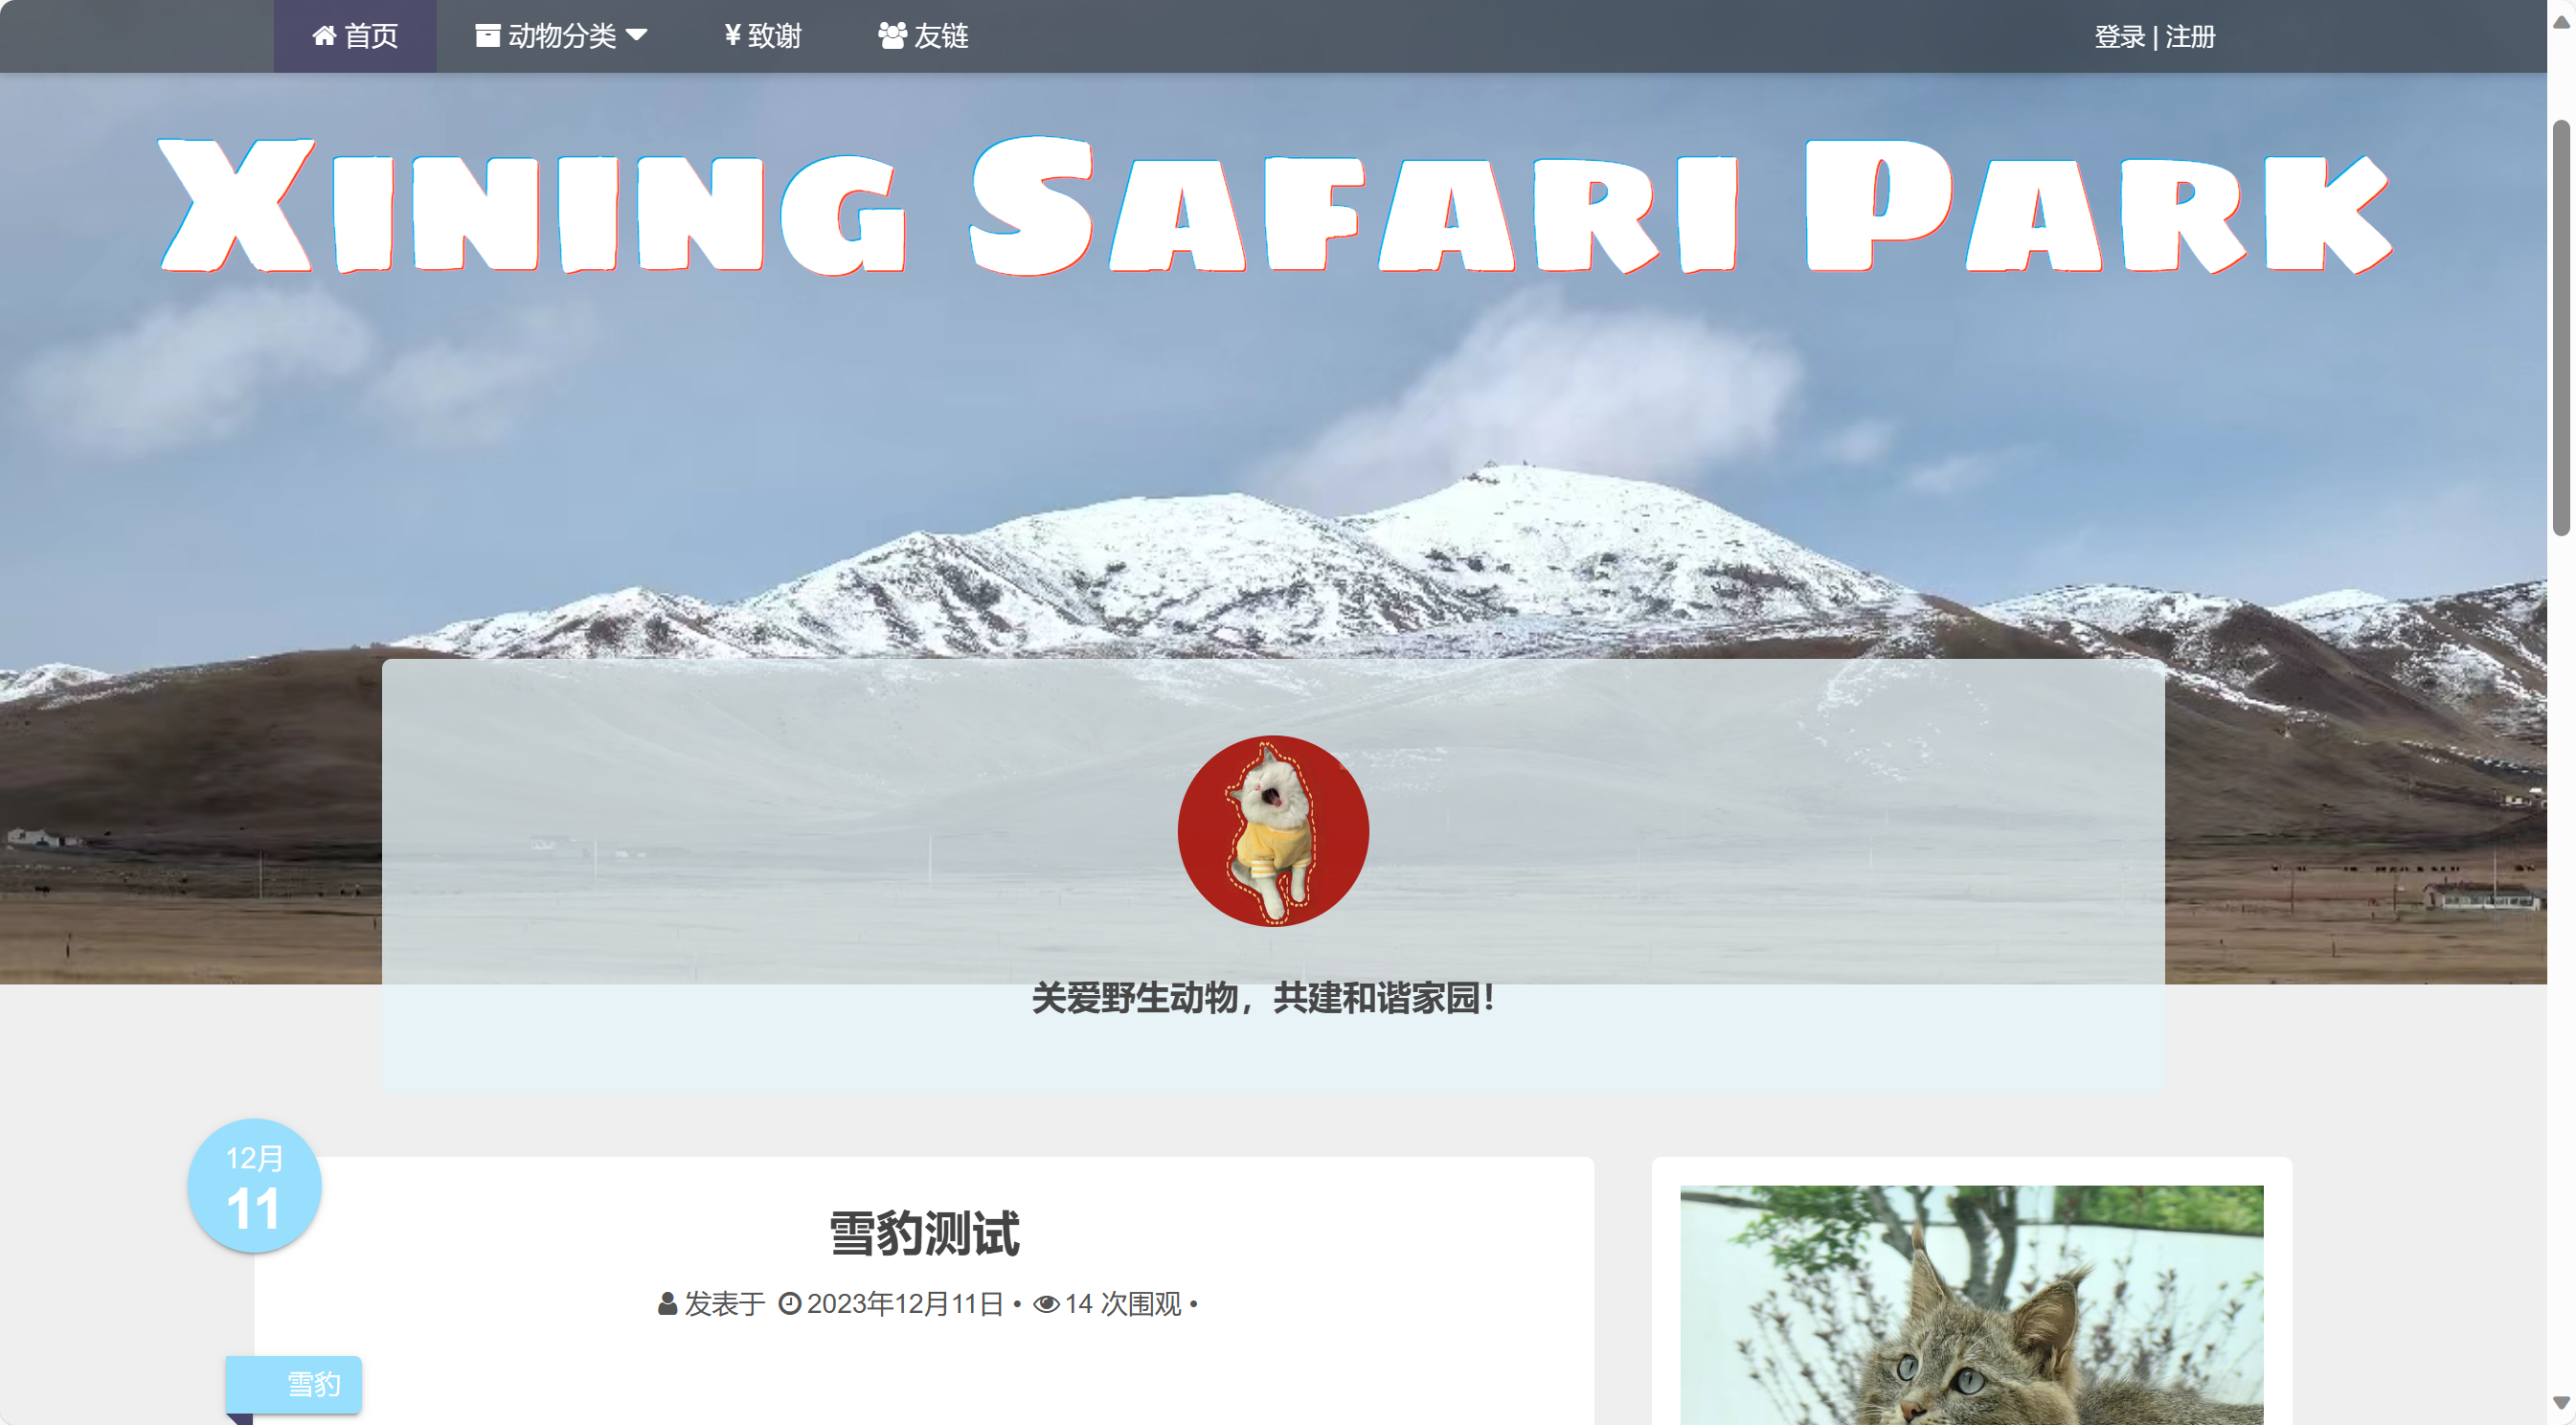 首页 动物分类 ¥ 致谢 友链 登录 | 注册
Xining Safari Park
关爱野生动物，共建和谐家园！
12月
11
雪豹测试
发表于 2023年12月11日 • 14 次围观 •
雪豹